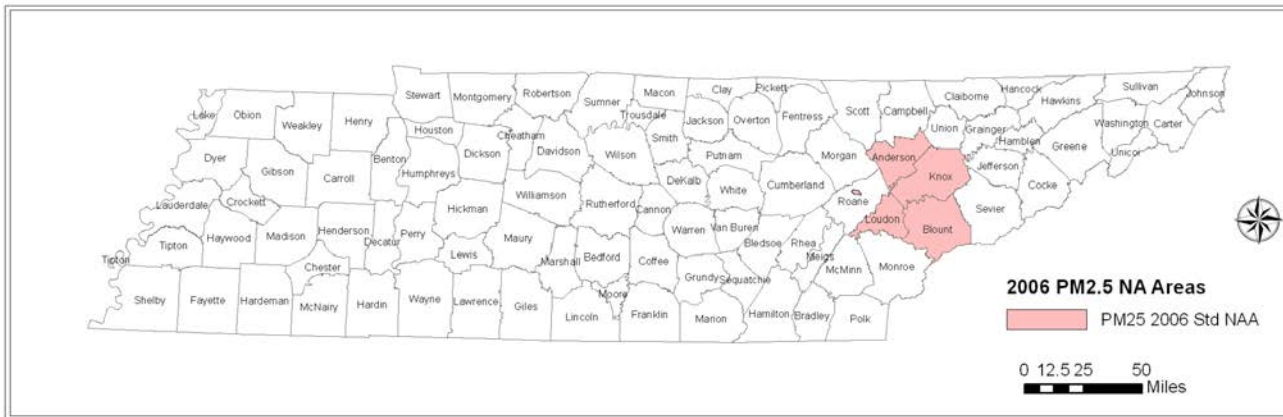 Stewart Montgomery Robertson Sumner Macon Clay Pickett Scott Campbell Claiborne Hancock Hawkins Sullivan Johnson
Lake Obion Weakley Henry Houston Cheatham Trousdale Jackson Overton Fentress Union Grainger Hamblen Washington Carter
Dyer Gibson Carroll Benton Humphreys Dickson Davidson Wilson Smith Putnam Morgan Anderson Knox Jefferson Greene Unicoi
Lauderdale Crockett Williamson Rutherford Cannon DeKalb White Cumberland Roane Loudon Blount Sevier Cocke
Tipton Tipton Haywood Madison Henderson Decatur Perry Hickman Maury Warren Van Buren Bledsoe Rhea Meigs
Chester Lewis Marshall Bedford Coffee Grundy Sequatchie McMinn Monroe
Shelby Fayette Hardeman McNairy Hardin Wayne Lawrence Giles Lincoln Moore Franklin Marion Hamilton Bradley Polk
2006 PM2.5 NA Areas
PM25 2006 Std NAA
0 12.5 25 50
Miles